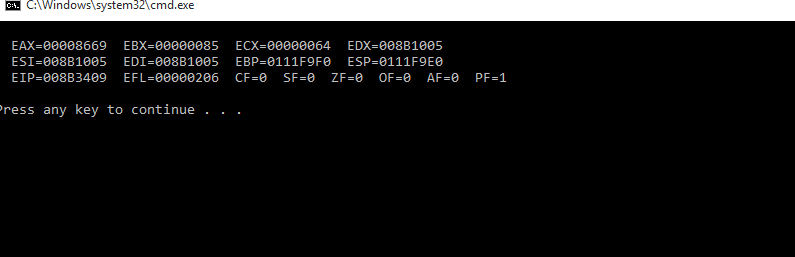 C:\Windows\system32\cmd.exe
EAX=00008669 EBX=00000085 ECX=00000064 EDX=008B1005
ESI=008B1005 EDI=008B1005 EBP=0111F9F0 ESP=0111F9E0
EIP=008B3409 EFL=00000206 CF=0 SF=0 ZF=0 OF=0 AF=0 PF=1
Press any key to continue . . .